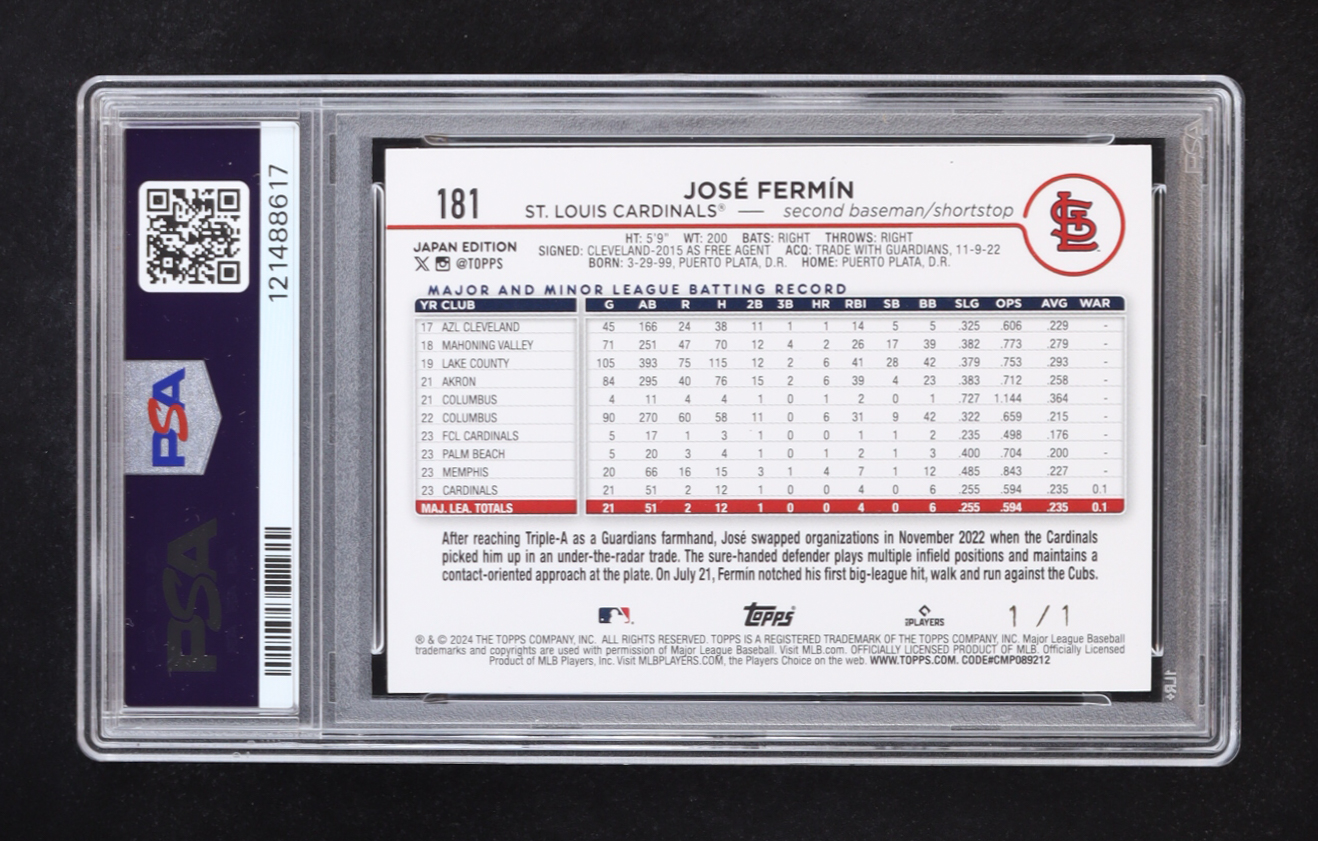 121488617
PSA
PSA
PSA
181
JOSÉ FERMÍN
ST. LOUIS CARDINALS® — second baseman/shortstop
STL
JAPAN EDITION
@TOPPS
HT: 5'9" WT: 200 BATS: RIGHT THROWS: RIGHT
SIGNED: CLEVELAND-2015 AS FREE AGENT ACQ: TRADE WITH GUARDIANS, 11-9-22
BORN: 3-29-99, PUERTO PLATA, D.R. HOME: PUERTO PLATA, D.R.
MAJOR AND MINOR LEAGUE BATTING RECORD
YR CLUB G AB R H 2B 3B HR RBI SB BB SLG OPS AVG WAR
17 AZL CLEVELAND 45 166 24 38 11 1 1 14 5 5 .325 .606 .229 -
18 MAHONING VALLEY 71 251 47 70 12 4 2 26 17 39 .382 .773 .279 -
19 LAKE COUNTY 105 393 75 115 12 2 6 41 28 42 .379 .753 .293 -
21 AKRON 84 295 40 76 15 2 6 39 4 23 .383 .712 .258 -
21 COLUMBUS 4 11 4 4 1 0 1 2 0 1 .727 1.144 .364 -
22 COLUMBUS 90 270 60 58 11 0 6 31 9 42 .322 .659 .215 -
23 FCL CARDINALS 5 17 1 3 1 0 0 1 1 2 .235 .498 .176 -
23 PALM BEACH 5 20 3 4 1 0 1 2 1 3 .400 .704 .200 -
23 MEMPHIS 20 66 16 15 3 1 4 7 1 12 .485 .843 .227 -
23 CARDINALS 21 51 2 12 1 0 0 4 0 6 .255 .594 .235 0.1
MAJ. LEA. TOTALS 21 51 2 12 1 0 0 4 0 6 .255 .594 .235 0.1
After reaching Triple-A as a Guardians farmhand, José swapped organizations in November 2022 when the Cardinals
picked him up in an under-the-radar trade. The sure-handed defender plays multiple infield positions and maintains a
contact-oriented approach at the plate. On July 21, Fermín notched his first big-league hit, walk and run against the Cubs.
Topps® PLAYERS 1 / 1
® & © 2024 THE TOPPS COMPANY, INC. ALL RIGHTS RESERVED. TOPPS IS A REGISTERED TRADEMARK OF THE TOPPS COMPANY, INC. Major League Baseball
trademarks and copyrights are used with permission of Major League Baseball. Visit MLB.com. OFFICIALLY LICENSED PRODUCT OF MLB. Officially Licensed
Product of MLB Players, Inc. Visit MLBPLAYERS.COM, the Players Choice on the web. WWW.TOPPS.COM. CODE#CMP089212